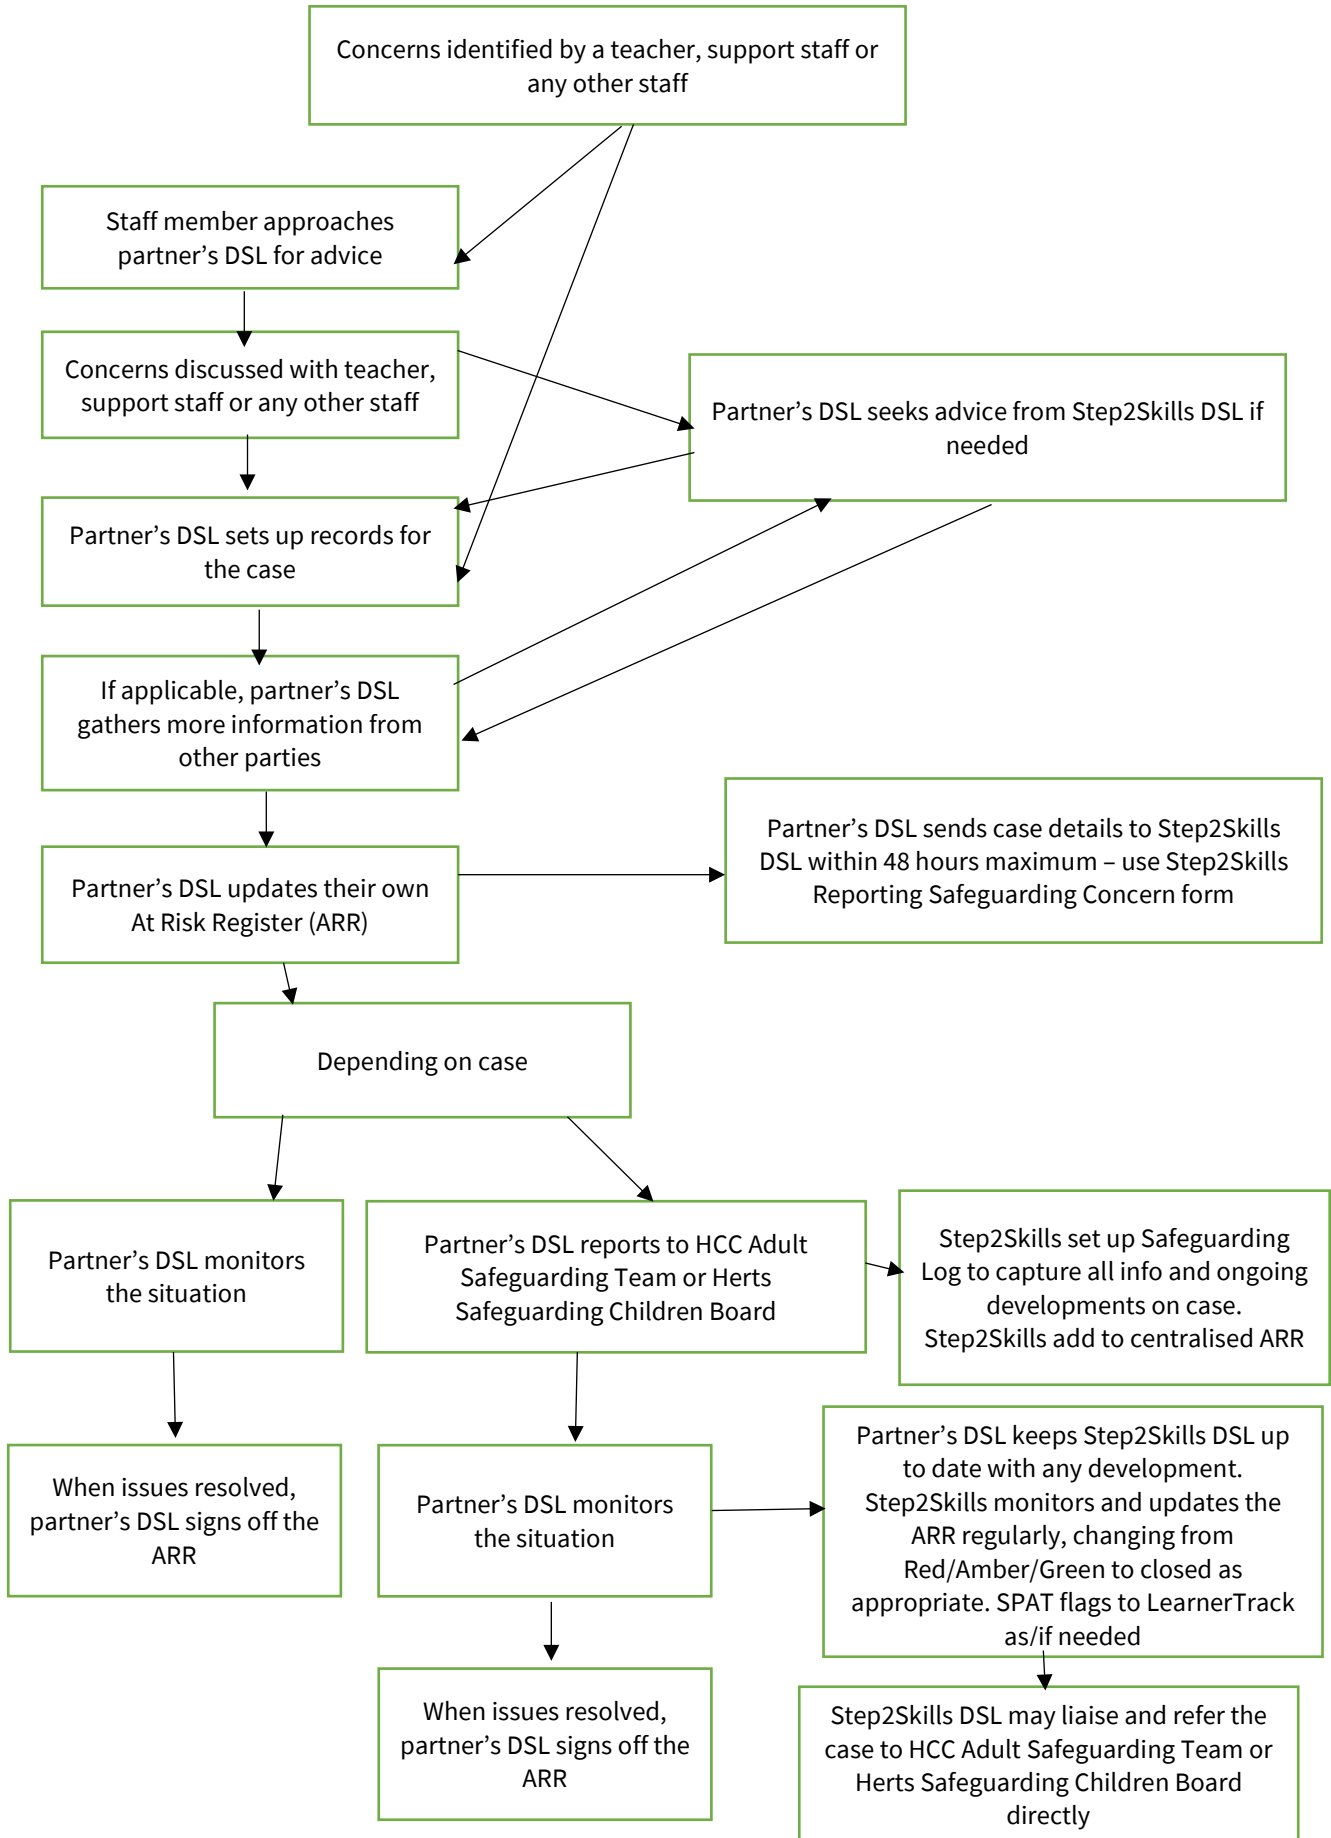 Concerns identified by a teacher, support staff or
any other staff
Staff member approaches
partner’s DSL for advice
Concerns discussed with teacher,
support staff or any other staff
Partner’s DSL seeks advice from Step2Skills DSL if
needed
Partner’s DSL sets up records for
the case
If applicable, partner’s DSL
gathers more information from
other parties
Partner’s DSL sends case details to Step2Skills
DSL within 48 hours maximum – use Step2Skills
Reporting Safeguarding Concern form
Partner’s DSL updates their own
At Risk Register (ARR)
Depending on case
Partner’s DSL monitors
the situation
Partner’s DSL reports to HCC Adult
Safeguarding Team or Herts
Safeguarding Children Board
Step2Skills set up Safeguarding
Log to capture all info and ongoing
developments on case.
Step2Skills add to centralised ARR
When issues resolved,
partner’s DSL signs off the
ARR
Partner’s DSL monitors
the situation
Partner’s DSL keeps Step2Skills DSL up
to date with any development.
Step2Skills monitors and updates the
ARR regularly, changing from
Red/Amber/Green to closed as
appropriate. SPAT flags to LearnerTrack
as/if needed
When issues resolved,
partner’s DSL signs off the
ARR
Step2Skills DSL may liaise and refer the
case to HCC Adult Safeguarding Team or
Herts Safeguarding Children Board
directly